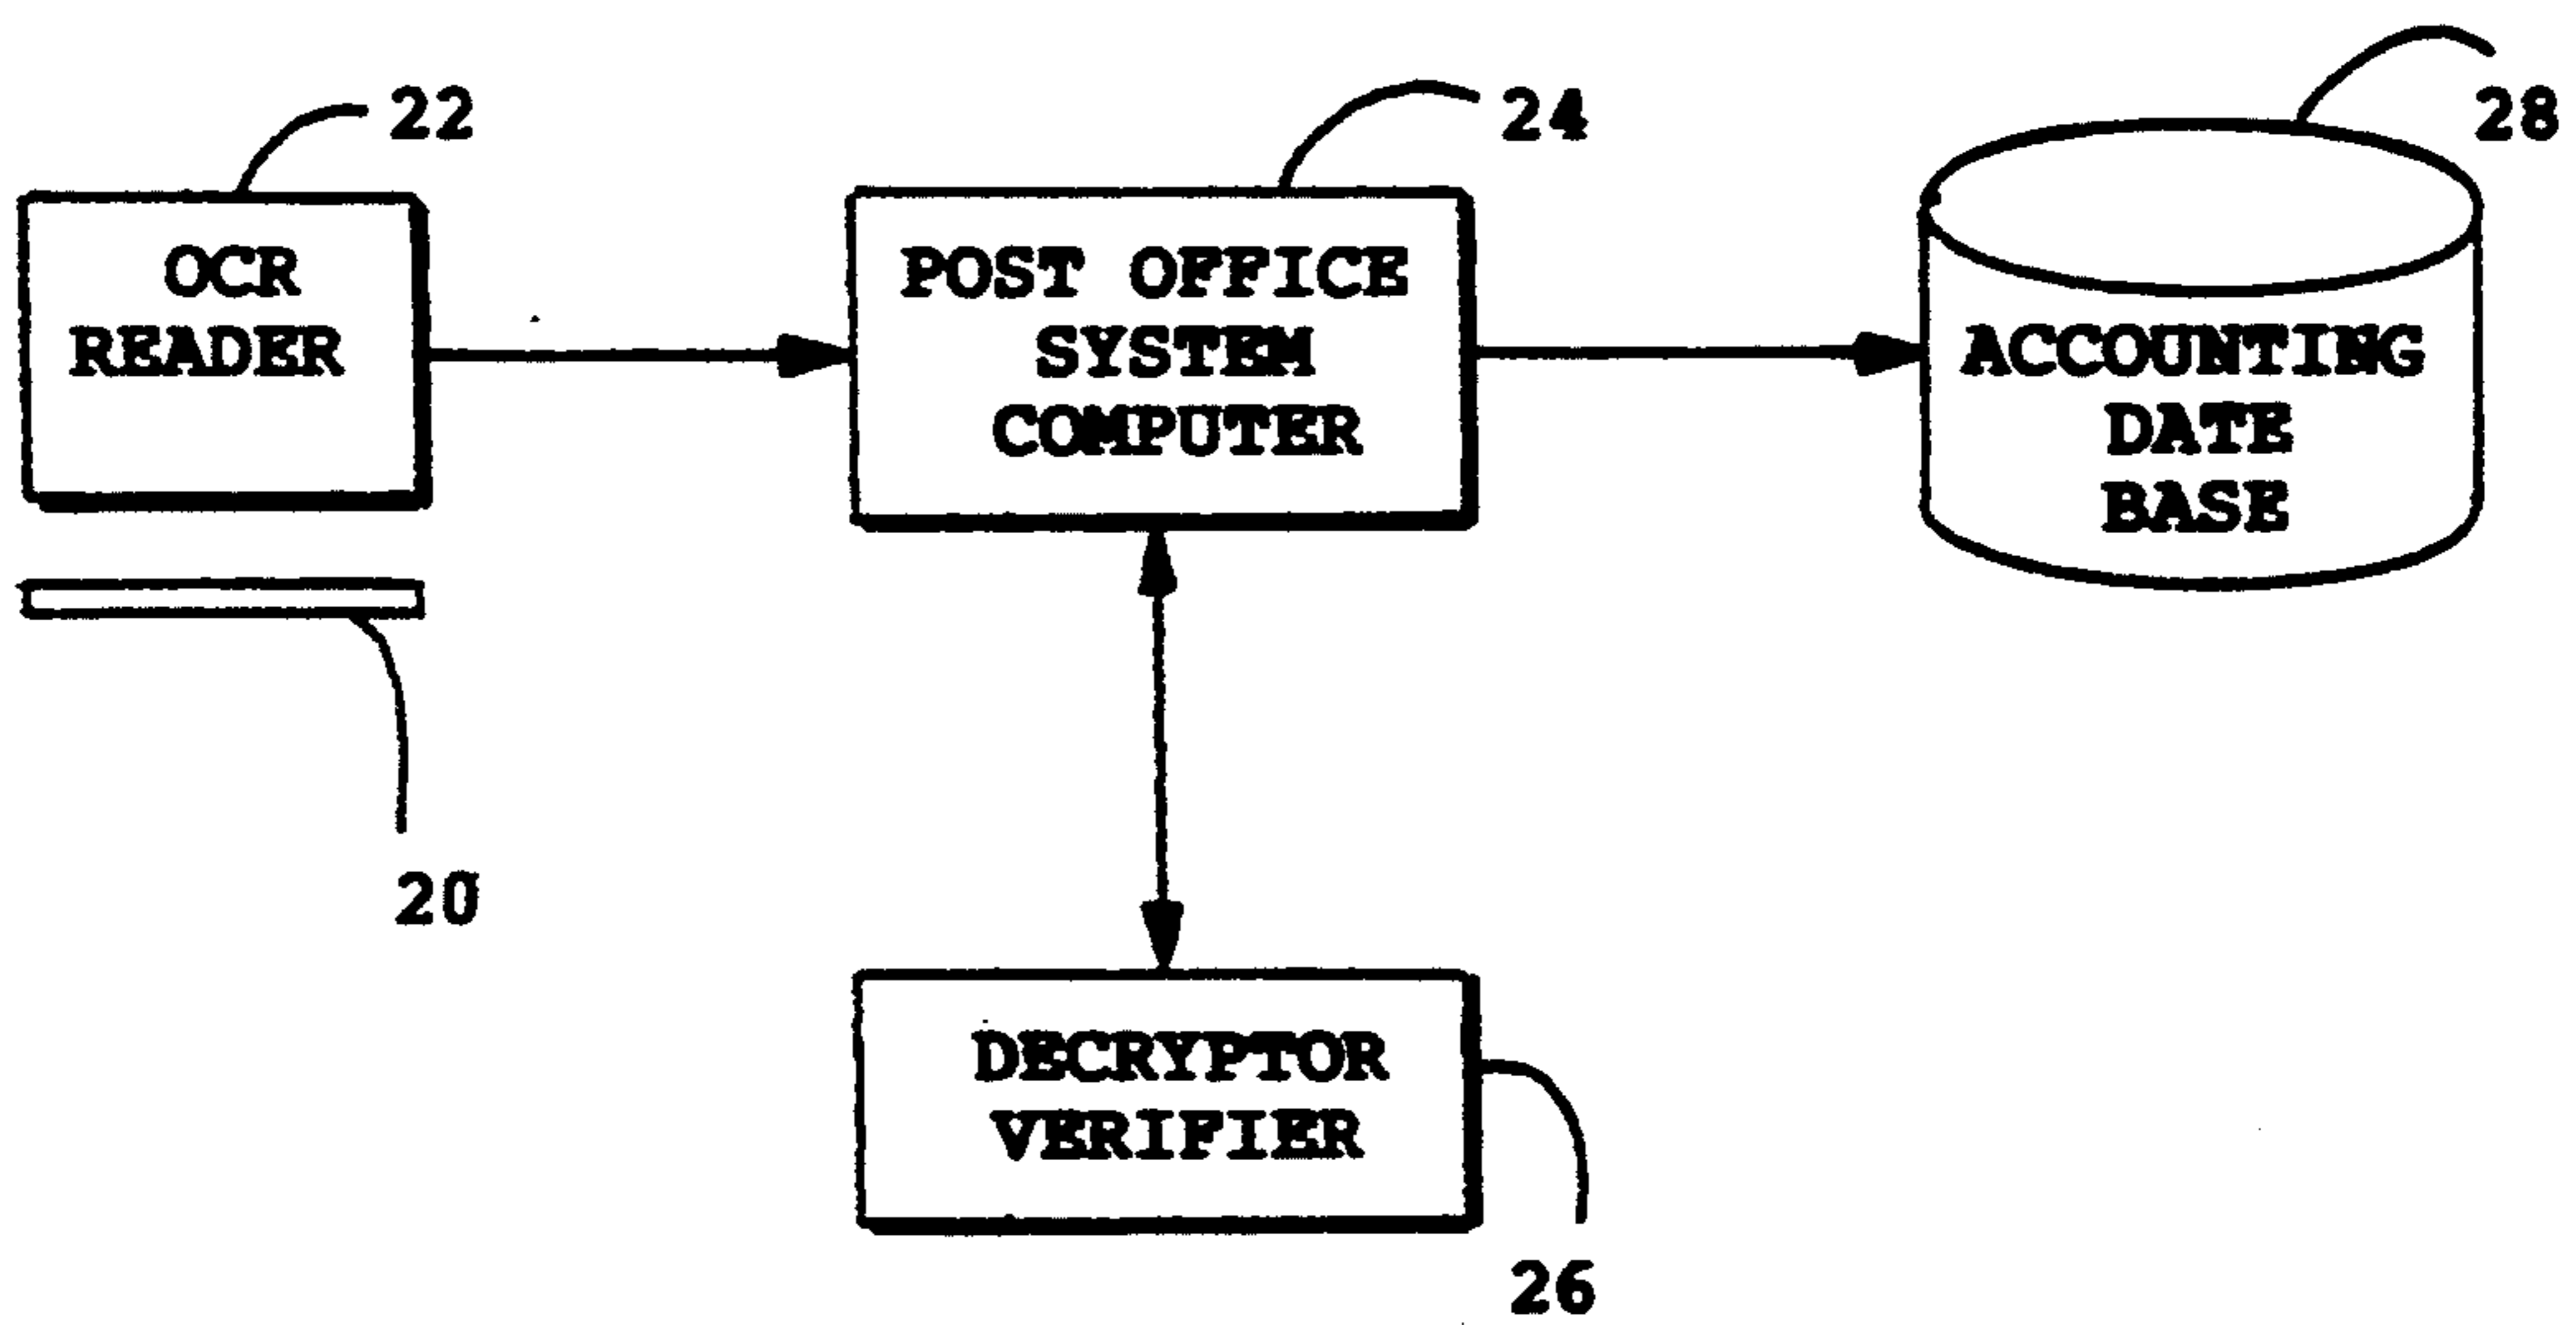 22
OCR
READER
20
24
POST OFFICE
SYSTEM
COMPUTER
28
ACCOUNTING
DATE
BASE
DECRYPTOR
VERIFIER
26